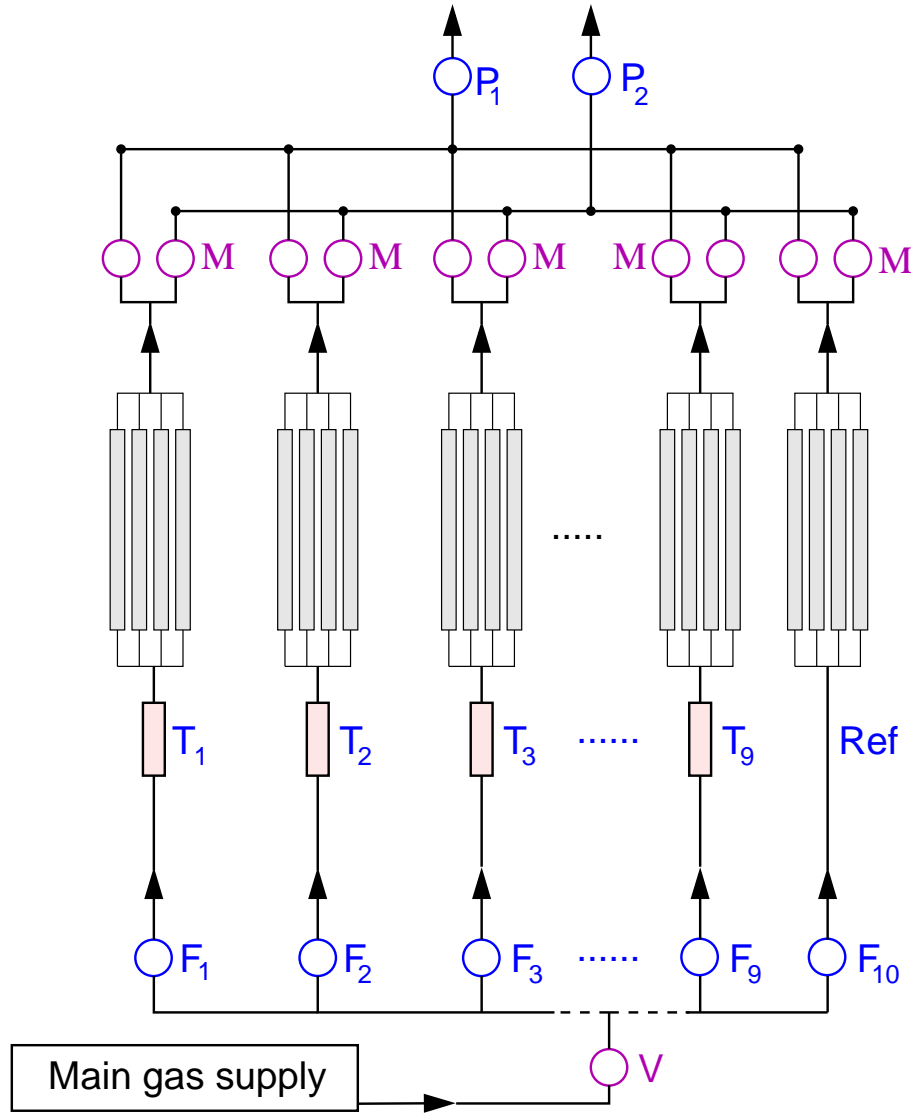 P1 P2
M M M M M
.....
T1 T2 T3 ...... T9 Ref
F1 F2 F3 ...... F9 F10
V
Main gas supply